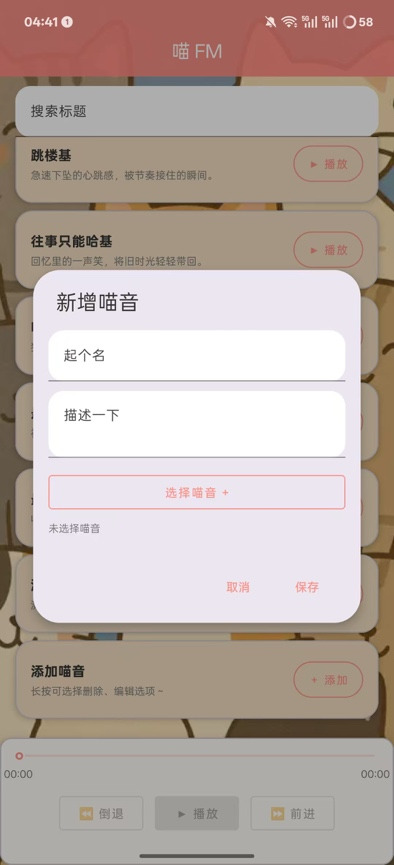 04:41 1
5G 5G 58
喵 FM
搜索标题
跳楼基
急速下坠的心跳感，被节奏接住的瞬间。
► 播放
往事只能哈基
回忆里的一声笑，将旧时光轻轻带回。
► 播放
新增喵音
起个名
描述一下
选择喵音 +
未选择喵音
取消
保存
添加喵音
长按可选择删除、编辑选项 ~
+ 添加
00:00
00:00
⏪ 倒退
► 播放
⏩ 前进